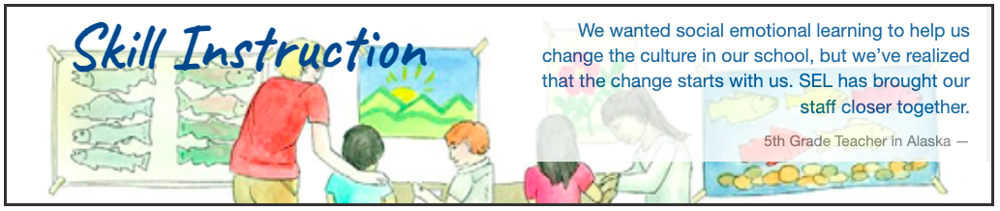 Skill Instruction
We wanted social emotional learning to help us
change the culture in our school, but we’ve realized
that the change starts with us. SEL has brought our
staff closer together.
5th Grade Teacher in Alaska —